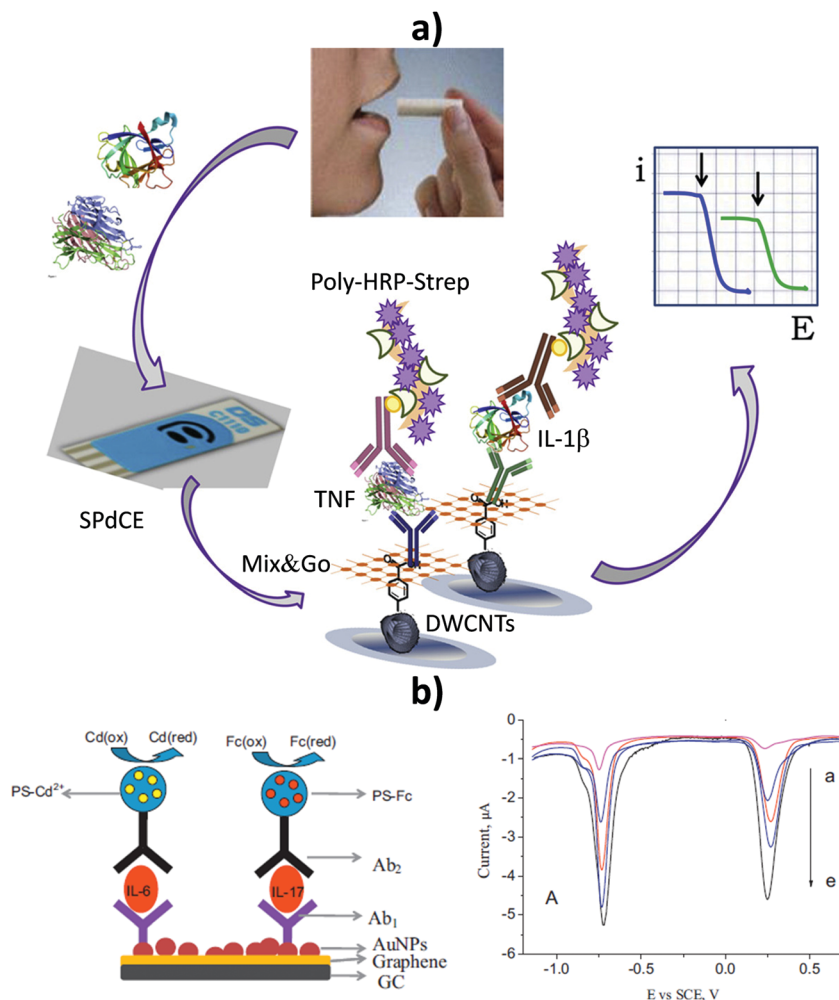 a)
i
E
Poly-HRP-Strep
IL-1β
TNF
SPdCE
DS
C1110
Mix&Go
DWCNTs
b)
Cd(ox) Cd(red) Fc(ox) Fc(red)
PS-Cd²⁺
PS-Fc
Ab₂
IL-6 IL-17
Ab₁
AuNPs
Graphene
GC
0
-1
-2
-3
-4
-5
-6
Current, μA
a
e
A
-1.0 -0.5 0.0 0.5
E vs SCE, V